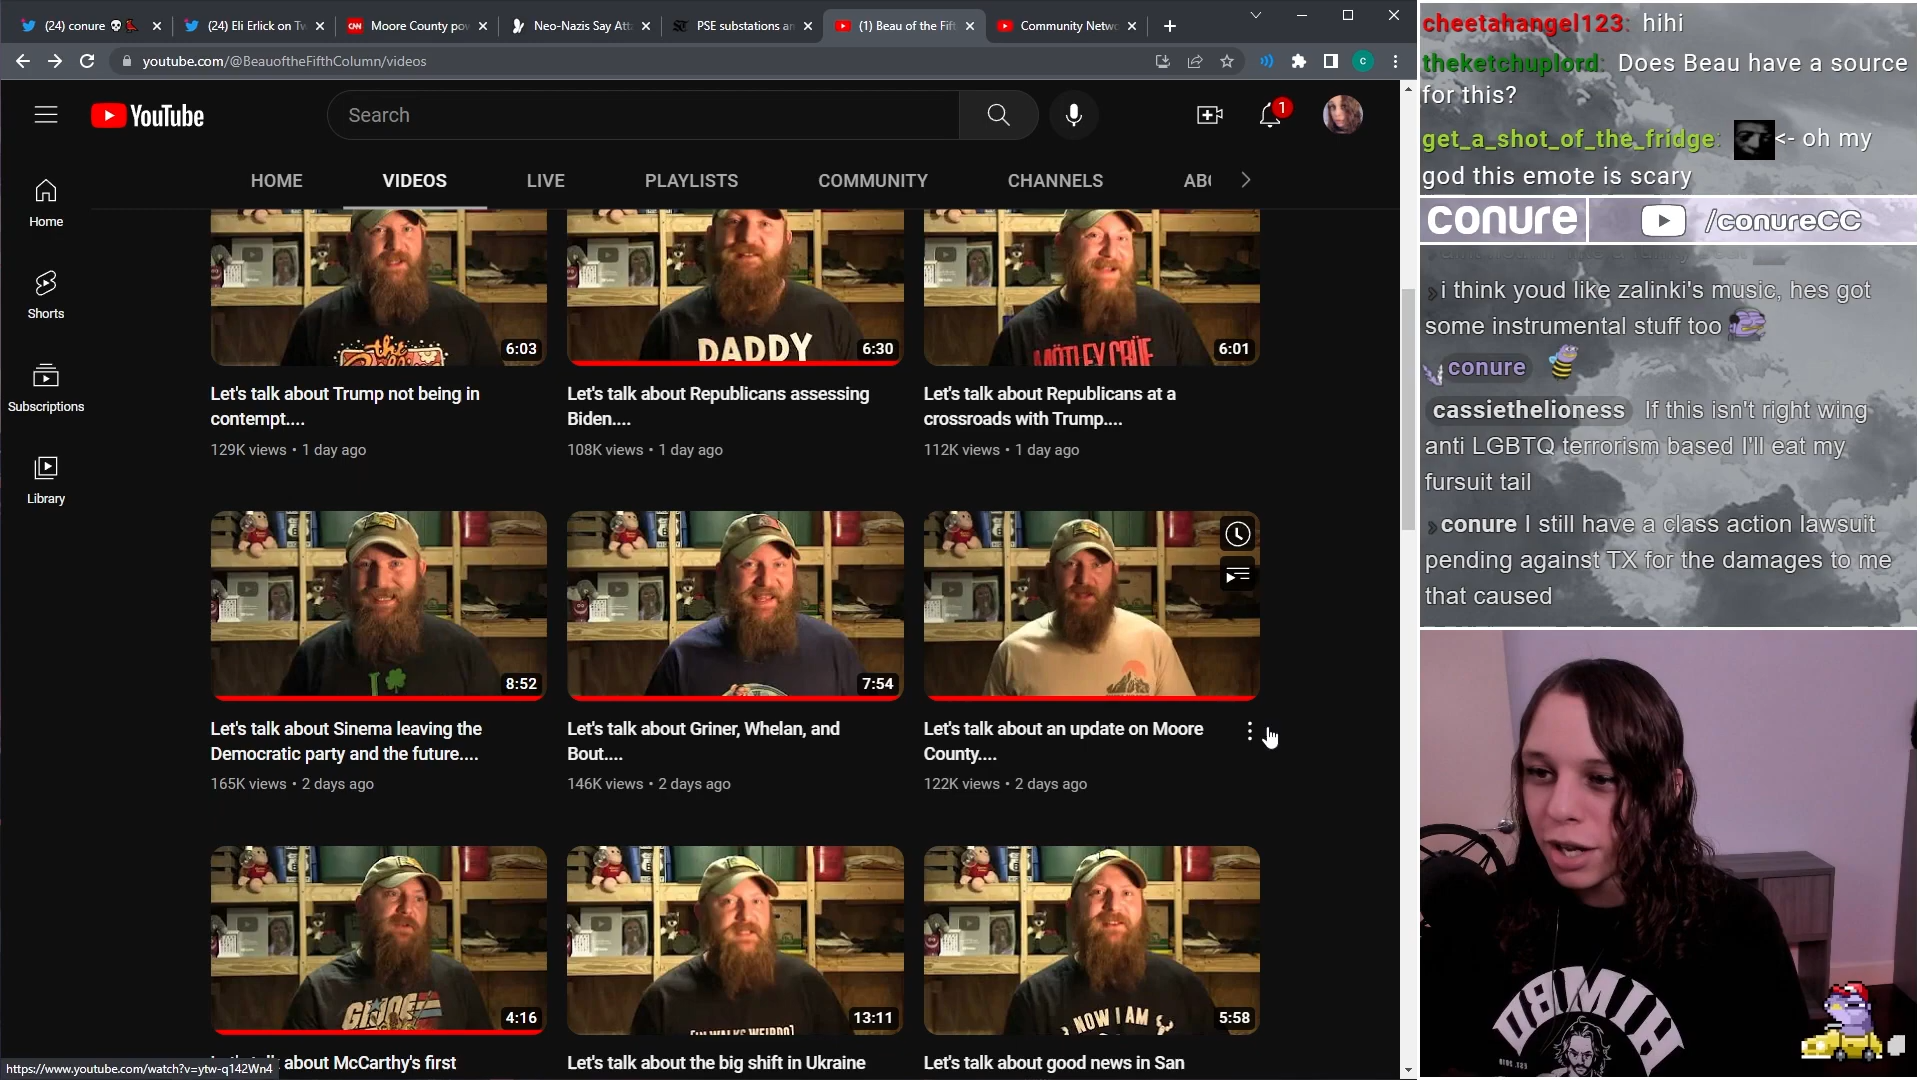 (24) conure 💀💃
(24) Eli Erlick on Tw
Moore County pow
Neo-Nazis Say Atta
PSE substations an
(1) Beau of the Fift
Community Netwo
youtube.com/@BeauoftheFifthColumn/videos
C
YouTube
Search
1
HOME
VIDEOS
LIVE
PLAYLISTS
COMMUNITY
CHANNELS
Home
Shorts
Subscriptions
Library
6:03
DADDY
6:30
MÖTLEY CRÜE
6:01
Let's talk about Trump not being in
contempt....
129K views • 1 day ago
Let's talk about Republicans assessing
Biden....
108K views • 1 day ago
Let's talk about Republicans at a
crossroads with Trump....
112K views • 1 day ago
I
8:52
7:54
Let's talk about Sinema leaving the
Democratic party and the future....
165K views • 2 days ago
Let's talk about Griner, Whelan, and
Bout....
146K views • 2 days ago
Let's talk about an update on Moore
County....
122K views • 2 days ago
GI JOE
4:16
13:11
NOW I AM
5:58
about McCarthy's first
Let's talk about the big shift in Ukraine
Let's talk about good news in San
https://www.youtube.com/watch?v=ytw-q142Wn4
cheetahangel123: hihi
theketchuplord: Does Beau have a source
for this?
get_a_shot_of_the_fridge: <- oh my
god this emote is scary
conure
/conureCC
i think youd like zalinki's music, hes got
some instrumental stuff too
conure
cassiethelioness If this isn't right wing
anti LGBTQ terrorism based I'll eat my
fursuit tail
conure I still have a class action lawsuit
pending against TX for the damages to me
that caused